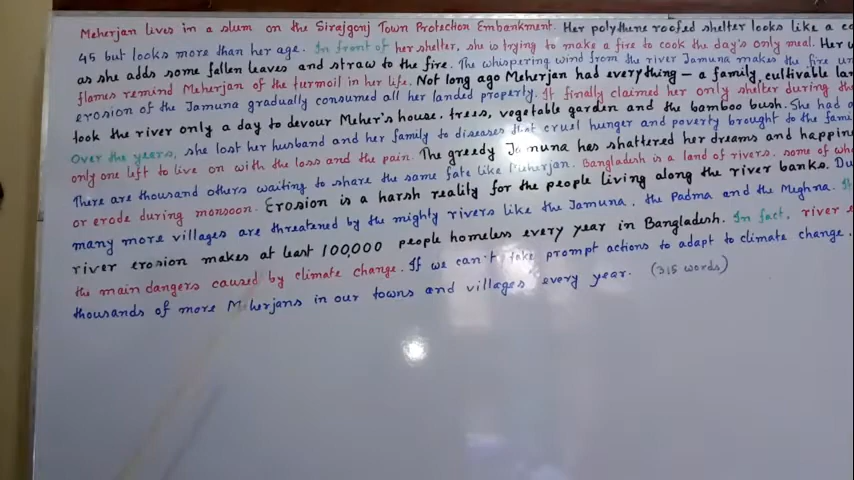 Meherjan lives in a slum on the Sirajgonj Town Protection Embankment. Her polythene roofed shelter looks like a
45 but looks more than her age. In front of her shelter, she is trying to make a fire to cook the day's only meal. Her
as she adds some fallen leaves and straw to the fire. The whispering wind from the river Jamuna makes the fire
flames remind Meherjan of the turmoil in her life. Not long ago Meherjan had everything – a family, cultivable
erosion of the Jamuna gradually consumed all her landed property. It finally claimed her only shelter during
took the river only a day to devour Meher's house, trees, vegetable garden and the bamboo bush. She had
Over the years, she lost her husband and her family to diseases that cruel hunger and poverty brought to the
only one left to live on with the loss and the pain. The greedy Jamuna has shattered her dreams and
There are thousand others waiting to share the same fate like Meherjan. Bangladesh is a land of rivers. some of
or erode during monsoon. Erosion is a harsh reality for the people living along the river banks.
many more villages are threatened by the mighty rivers like the Jamuna, the Padma and the Meghna.
river erosion makes at least 100,000 people homeless every year in Bangladesh. In fact, river
the main dangers caused by climate change. If we can't take prompt actions to adapt to climate change,
thousands of more Meherjans in our towns and villages every year. (315 words)